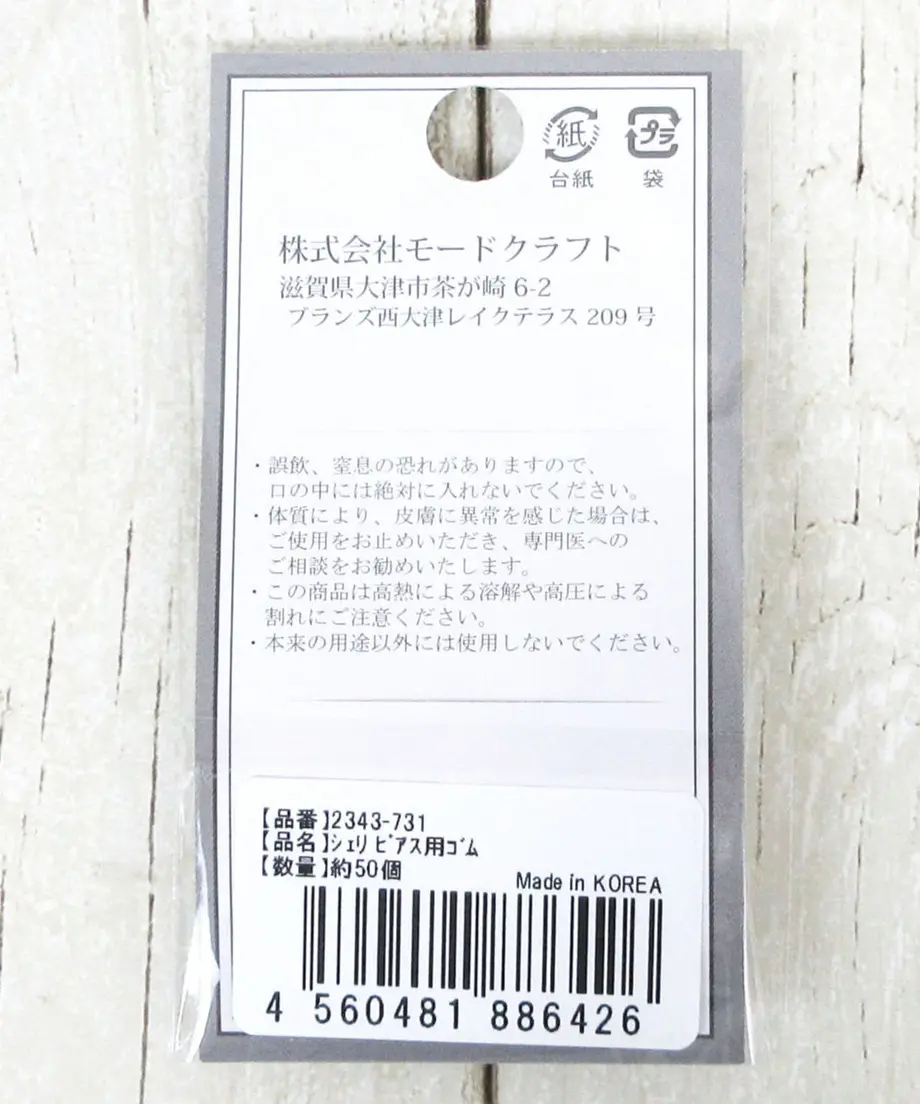 紙 プラ
台紙 袋
株式会社モードクラフト
滋賀県大津市茶が崎 6-2
ブランズ西大津レイクテラス 209 号
・誤飲、窒息の恐れがありますので、
口の中には絶対に入れないでください。
・体質により、皮膚に異常を感じた場合は、
ご使用をお止めいただき、専門医への
ご相談をお勧めいたします。
・この商品は高熱による溶解や高圧による
割れにご注意ください。
・本来の用途以外には使用しないでください。
【品番】2343-731
【品名】シェリ ピアス用ゴム
【数量】約50個
Made in KOREA
4 560481 886426